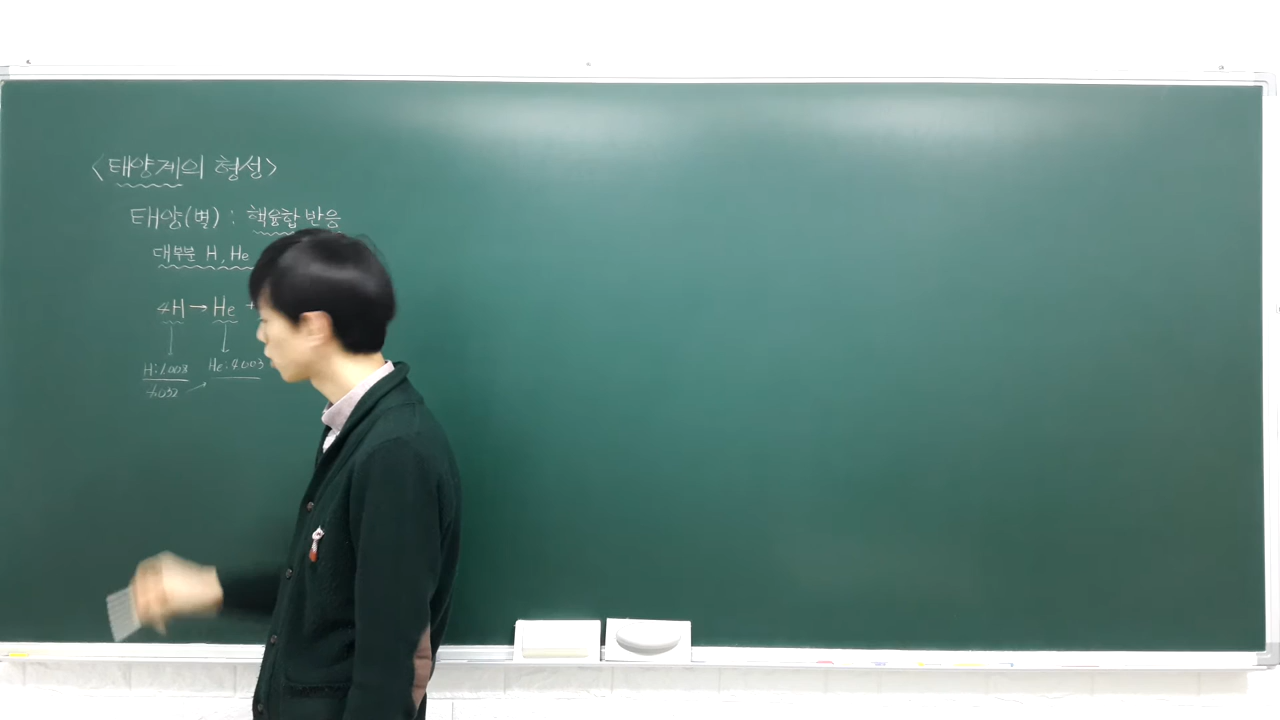 <태양계의 형성>
태양(별) : 핵융합 반응
대부분 H, He
4H → He +
H : 1.008 He : 4.003
4.032